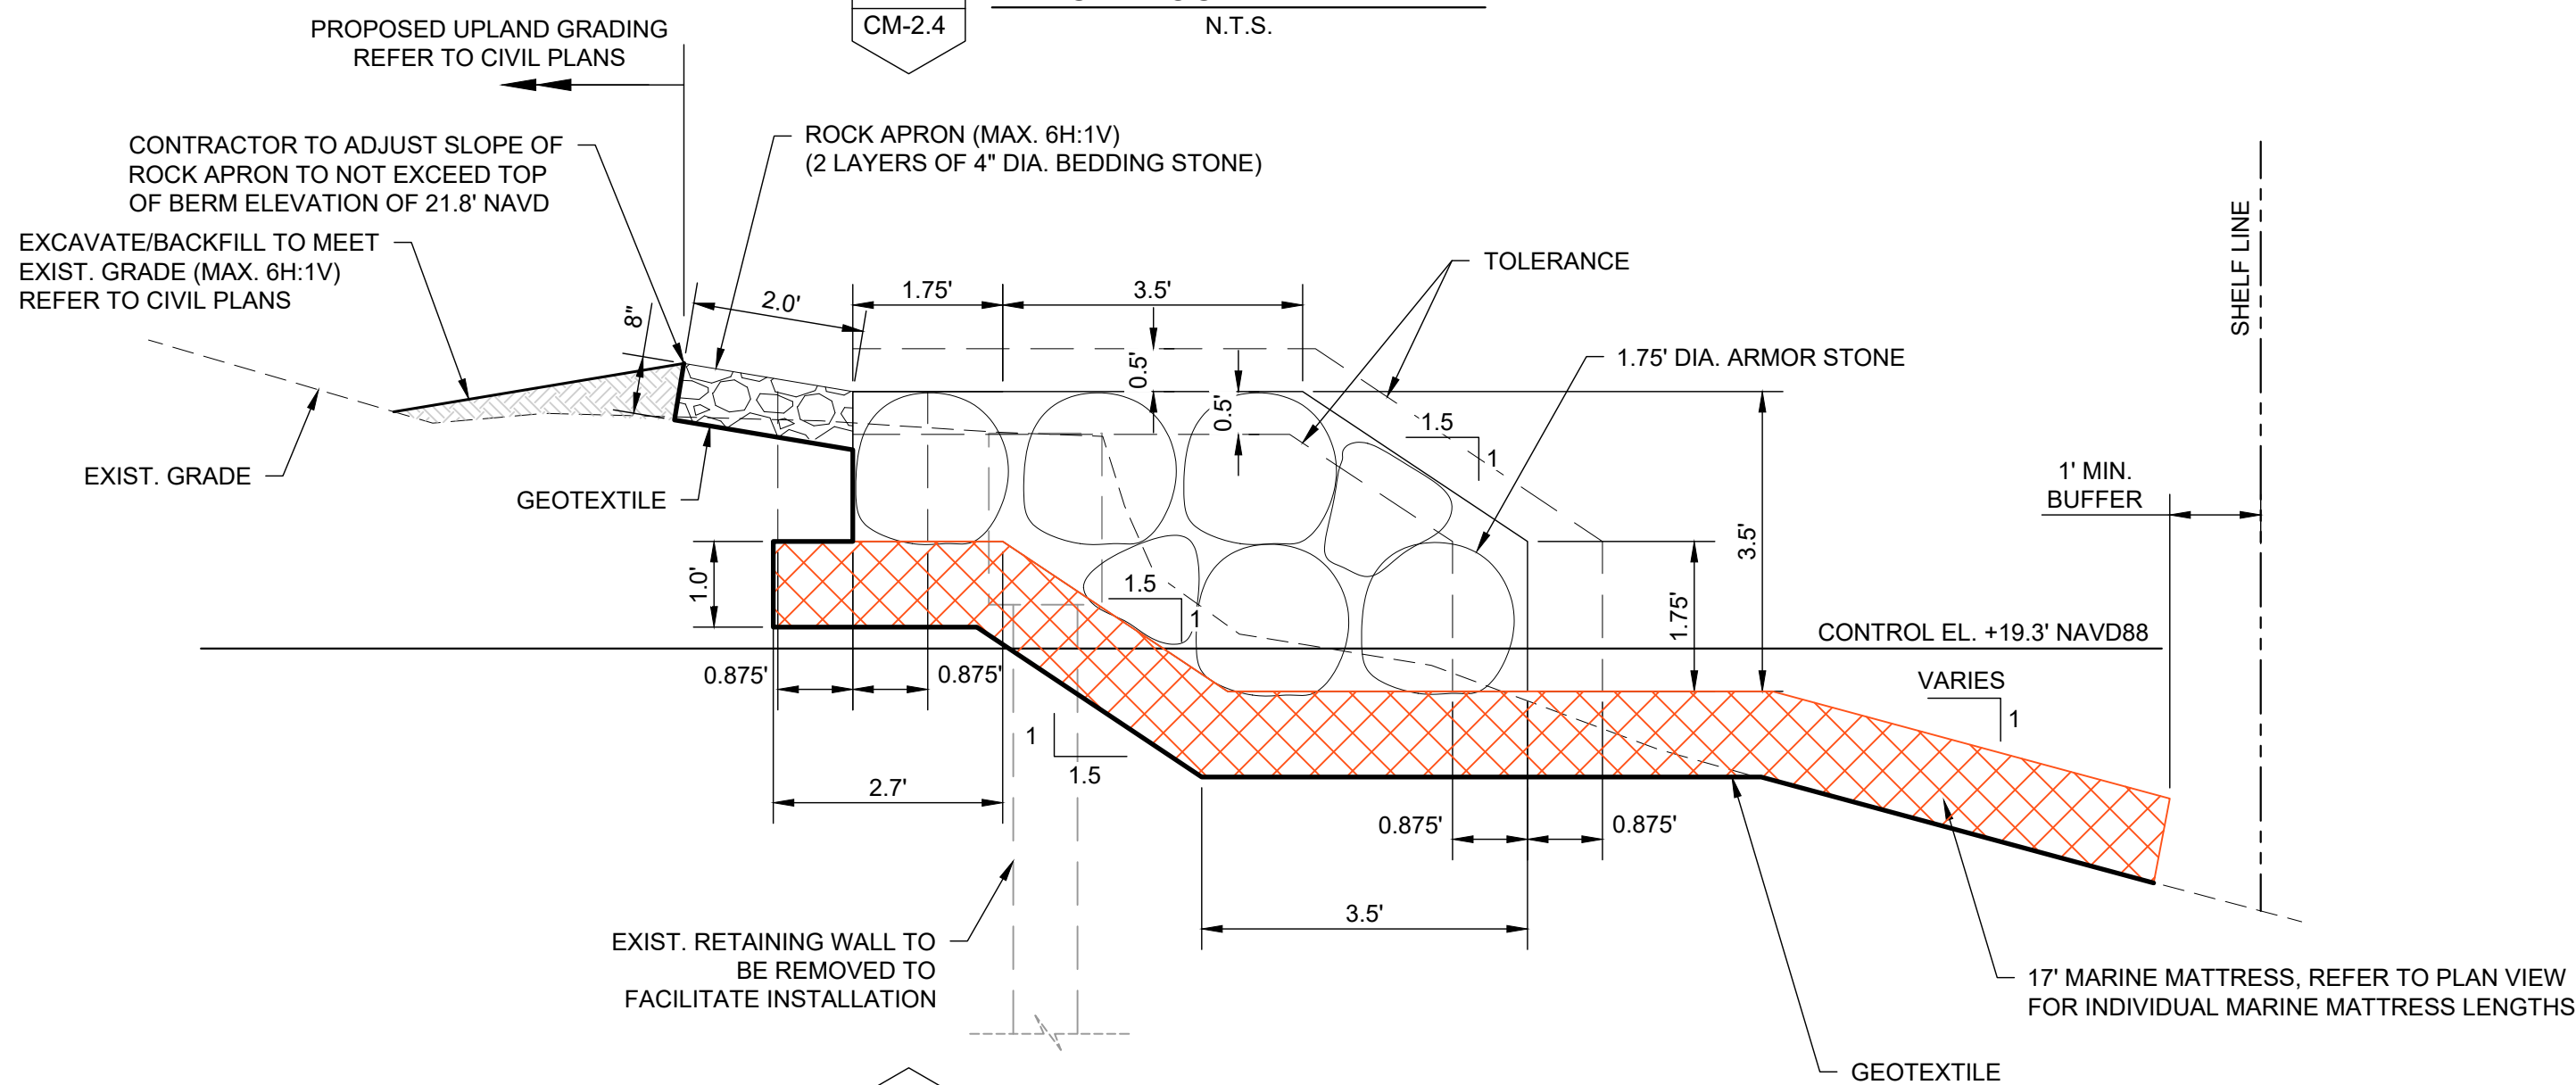 CM-2.4
N.T.S.
PROPOSED UPLAND GRADING
REFER TO CIVIL PLANS
CONTRACTOR TO ADJUST SLOPE OF
ROCK APRON TO NOT EXCEED TOP
OF BERM ELEVATION OF 21.8' NAVD
ROCK APRON (MAX. 6H:1V)
(2 LAYERS OF 4" DIA. BEDDING STONE)
EXCAVATE/BACKFILL TO MEET
EXIST. GRADE (MAX. 6H:1V)
REFER TO CIVIL PLANS
TOLERANCE
SHELF LINE
8"
2.0'
1.75'
3.5'
0.5'
0.5'
1.75' DIA. ARMOR STONE
1.5
1
EXIST. GRADE
GEOTEXTILE
1' MIN.
BUFFER
3.5'
1.0'
1.5
1
1.75'
CONTROL EL. +19.3' NAVD88
0.875'
0.875'
VARIES
1
1
1.5
2.7'
0.875'
0.875'
3.5'
EXIST. RETAINING WALL TO
BE REMOVED TO
FACILITATE INSTALLATION
17' MARINE MATTRESS, REFER TO PLAN VIEW
FOR INDIVIDUAL MARINE MATTRESS LENGTHS
GEOTEXTILE